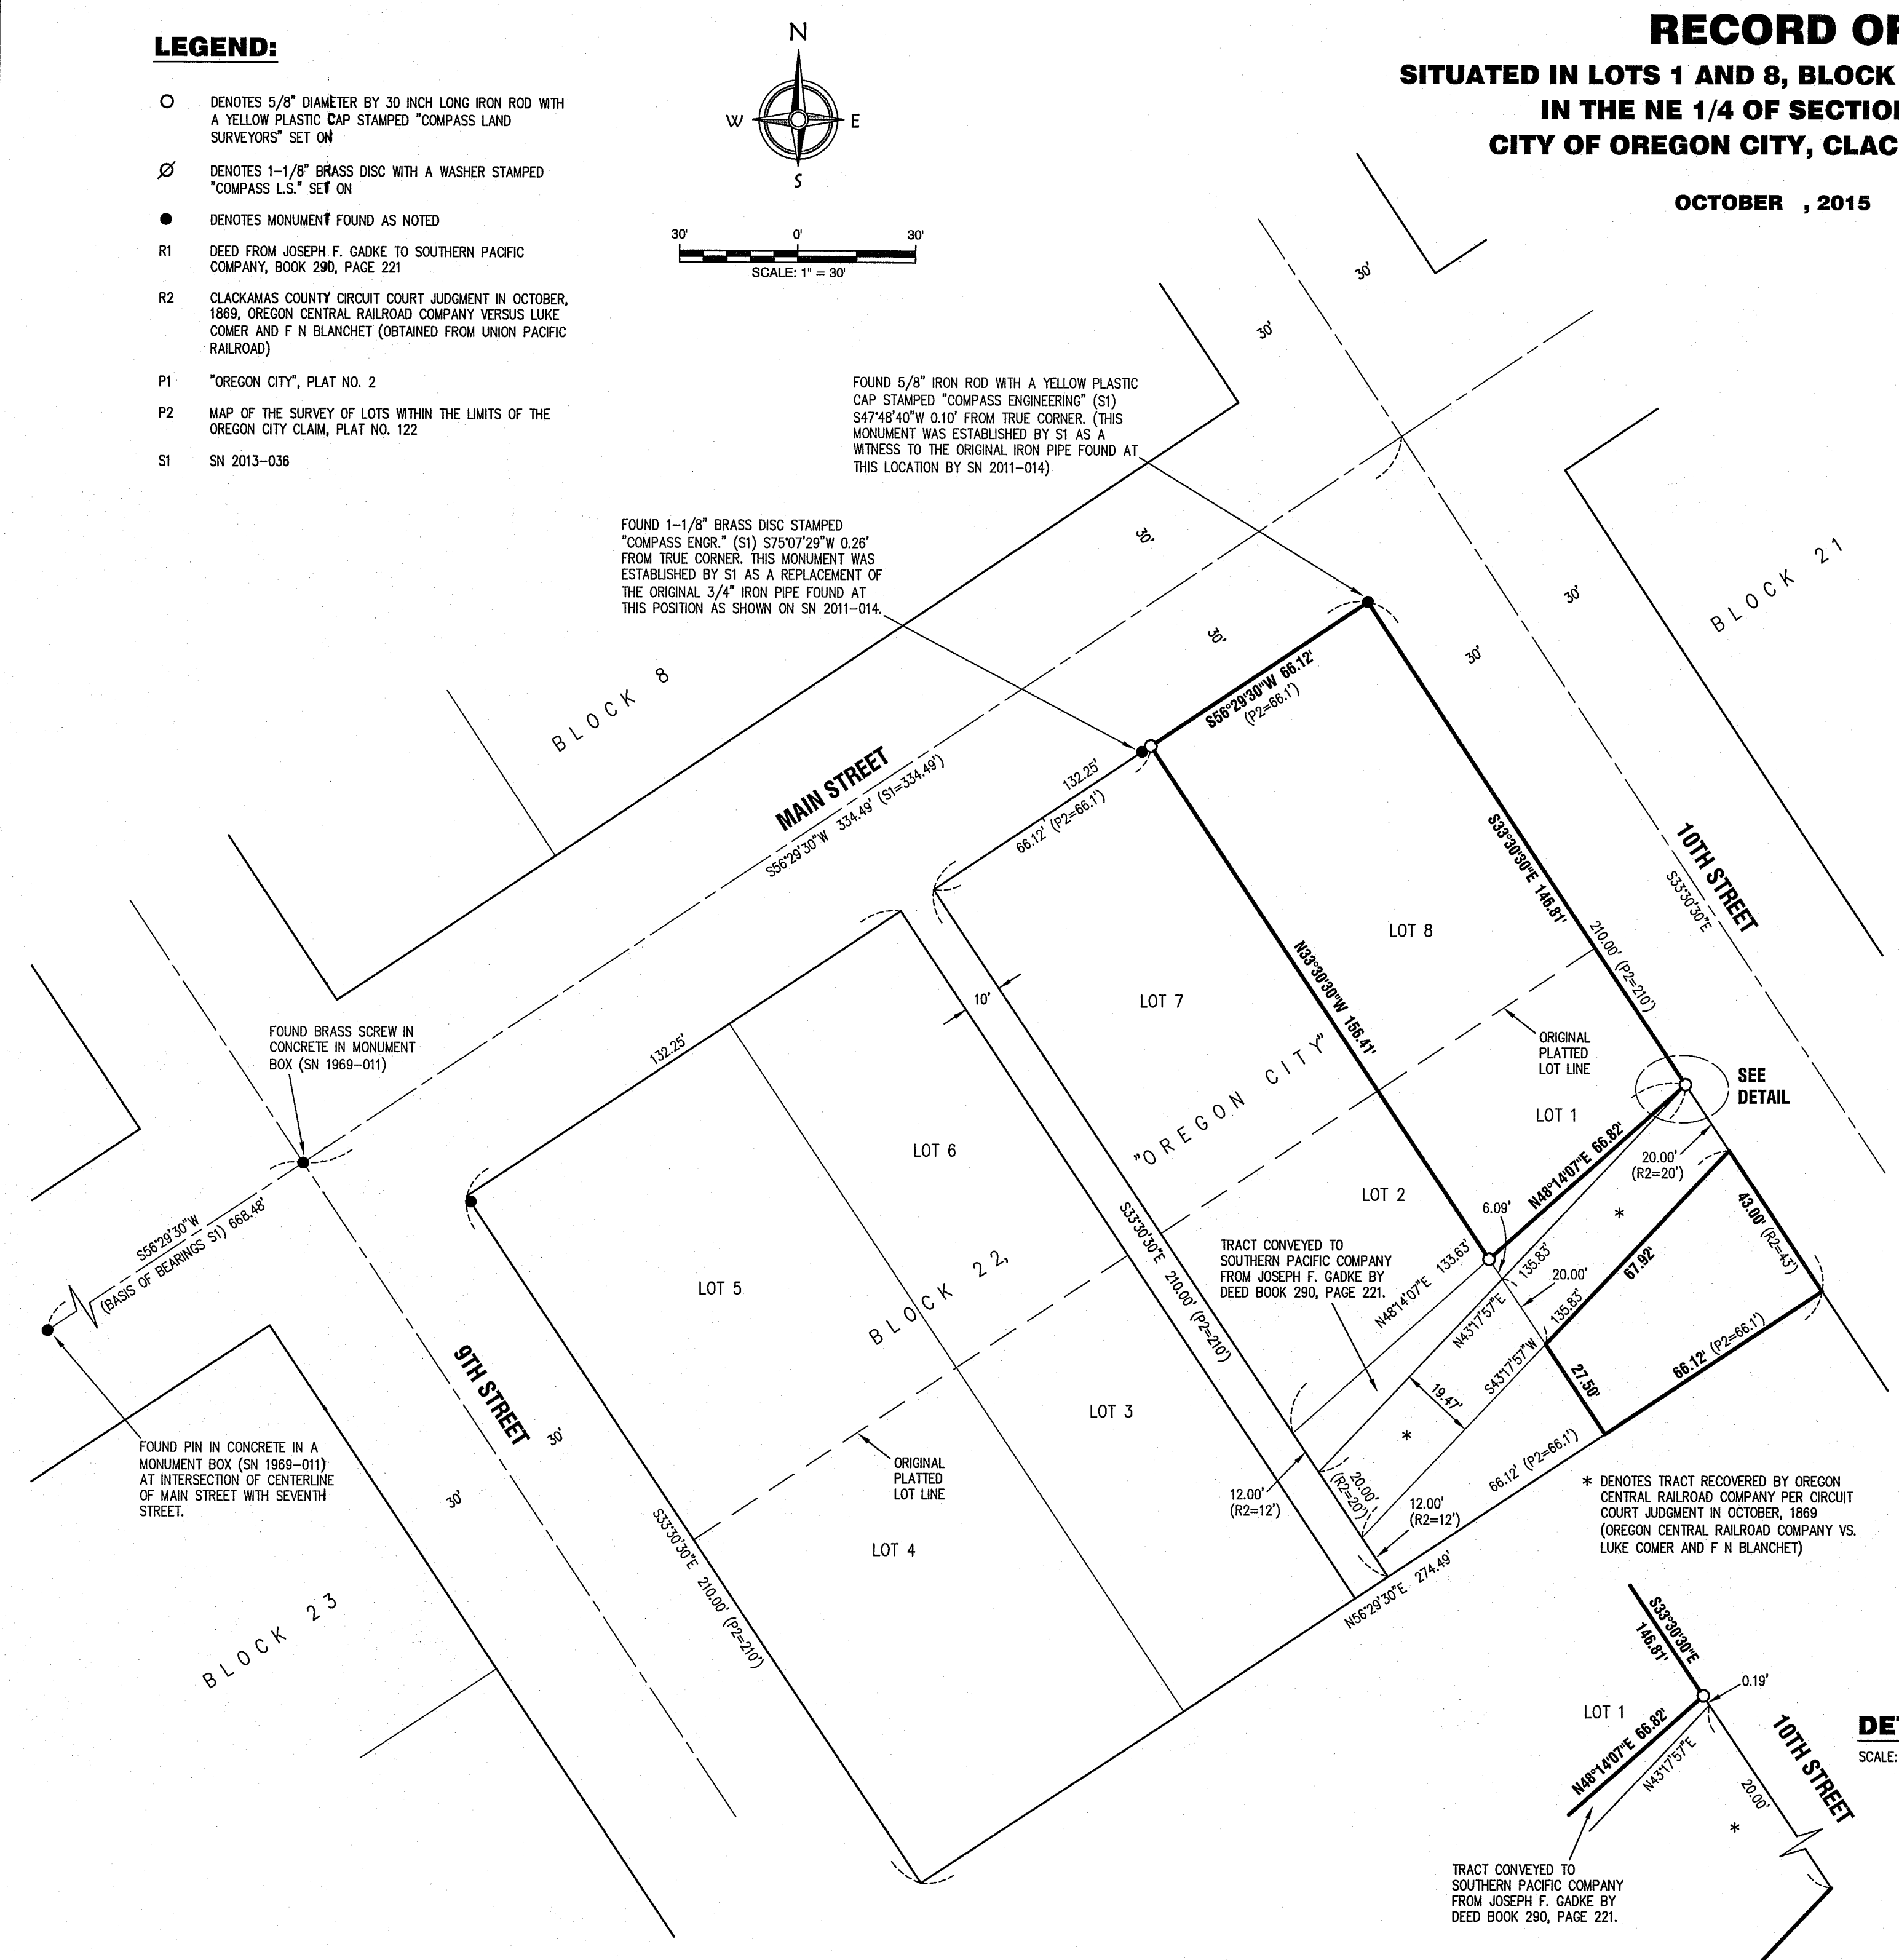 LEGEND:
DENOTES 5/8" DIAMETER BY 30 INCH LONG IRON ROD WITH
A YELLOW PLASTIC CAP STAMPED "COMPASS LAND
SURVEYORS" SET ON
DENOTES 1-1/8" BRASS DISC WITH A WASHER STAMPED
"COMPASS L.S." SET ON
DENOTES MONUMENT FOUND AS NOTED
R1 DEED FROM JOSEPH F. GADKE TO SOUTHERN PACIFIC
COMPANY, BOOK 290, PAGE 221
R2 CLACKAMAS COUNTY CIRCUIT COURT JUDGMENT IN OCTOBER,
1869, OREGON CENTRAL RAILROAD COMPANY VERSUS LUKE
COMER AND F N BLANCHET (OBTAINED FROM UNION PACIFIC
RAILROAD)
P1 "OREGON CITY", PLAT NO. 2
P2 MAP OF THE SURVEY OF LOTS WITHIN THE LIMITS OF THE
OREGON CITY CLAIM, PLAT NO. 122
S1 SN 2013-036
N
W E
S
30' 0' 30'
SCALE: 1" = 30'
RECORD OF
SITUATED IN LOTS 1 AND 8, BLOCK
IN THE NE 1/4 OF SECTION
CITY OF OREGON CITY, CLAC
OCTOBER , 2015
30'
30'
FOUND 5/8" IRON ROD WITH A YELLOW PLASTIC
CAP STAMPED "COMPASS ENGINEERING" (S1)
S47°48'40"W 0.10' FROM TRUE CORNER. (THIS
MONUMENT WAS ESTABLISHED BY S1 AS A
WITNESS TO THE ORIGINAL IRON PIPE FOUND AT
THIS LOCATION BY SN 2011-014)
FOUND 1-1/8" BRASS DISC STAMPED
"COMPASS ENGR." (S1) S75°07'29"W 0.26'
FROM TRUE CORNER. THIS MONUMENT WAS
ESTABLISHED BY S1 AS A REPLACEMENT OF
THE ORIGINAL 3/4" IRON PIPE FOUND AT
THIS POSITION AS SHOWN ON SN 2011-014.
30'
30'
30'
30'
BLOCK 21
BLOCK 8
MAIN STREET
S56°29'30"W 334.49' (S1=334.49')
S56°29'30"W 66.12'
(P2=66.1')
132.25'
66.12' (P2=66.1')
S33°30'30"E 146.81'
210.00' (P2=210')
10TH STREET
S33°30'30"E
LOT 8
N33°30'30"W 156.41'
LOT 7
10'
"OREGON CITY"
ORIGINAL
PLATTED
LOT LINE
SEE
DETAIL
LOT 1
LOT 2
N48°14'07"E 66.82'
20.00'
(R2=20')
*
43.00' (R2=43')
6.09'
135.83'
20.00'
67.92'
135.83'
N48°14'07"E 133.63'
N43°17'57"E
S43°17'57"W
TRACT CONVEYED TO
SOUTHERN PACIFIC COMPANY
FROM JOSEPH F. GADKE BY
DEED BOOK 290, PAGE 221.
27.50'
66.12' (P2=66.1')
19.47'
*
66.12' (P2=66.1')
20.00'
(R2=20')
12.00'
(R2=12')
12.00'
(R2=12')
N56°29'30"E 274.49'
FOUND BRASS SCREW IN
CONCRETE IN MONUMENT
BOX (SN 1969-011)
132.25'
LOT 6
LOT 5
BLOCK 22,
S33°30'30"E 210.00' (P2=210')
LOT 3
ORIGINAL
PLATTED
LOT LINE
LOT 4
S33°30'30"E 210.00' (P2=210')
S56°29'30"W
(BASIS OF BEARINGS S1) 668.48'
9TH STREET
30'
30'
FOUND PIN IN CONCRETE IN A
MONUMENT BOX (SN 1969-011)
AT INTERSECTION OF CENTERLINE
OF MAIN STREET WITH SEVENTH
STREET.
BLOCK 23
* DENOTES TRACT RECOVERED BY OREGON
CENTRAL RAILROAD COMPANY PER CIRCUIT
COURT JUDGMENT IN OCTOBER, 1869
(OREGON CENTRAL RAILROAD COMPANY VS.
LUKE COMER AND F N BLANCHET)
S33°30'30"E
146.81'
0.19'
LOT 1
N48°14'07"E 66.82'
N43°17'57"E
10TH STREET
20.00'
*
DET
SCALE:
TRACT CONVEYED TO
SOUTHERN PACIFIC COMPANY
FROM JOSEPH F. GADKE BY
DEED BOOK 290, PAGE 221.